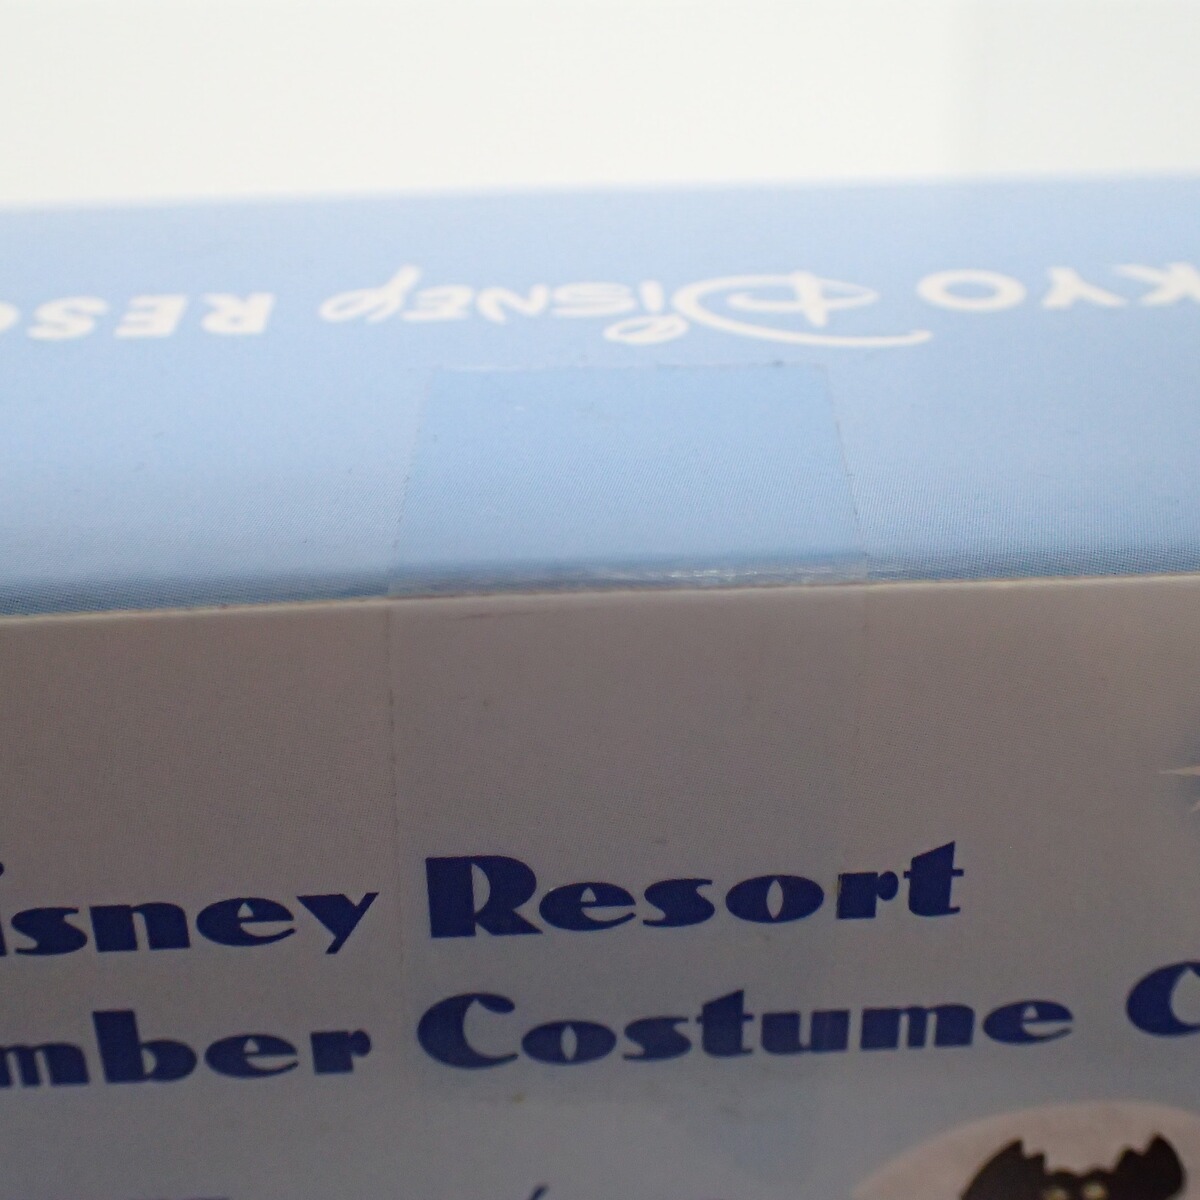 KYO Disney RESO
isney Resort
mber Costume C